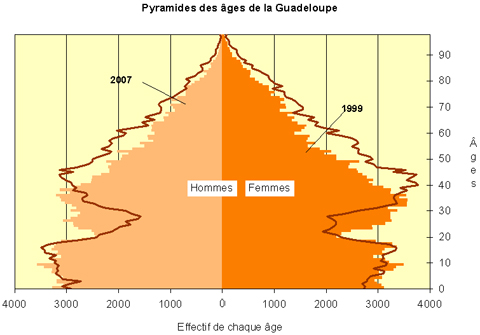 Pyramides des âges de la Guadeloupe
2007
1999
Hommes
Femmes
90
80
70
60
50
40
30
20
10
0
Âges
4000 3000 2000 1000 0 1000 2000 3000 4000
Effectif de chaque âge